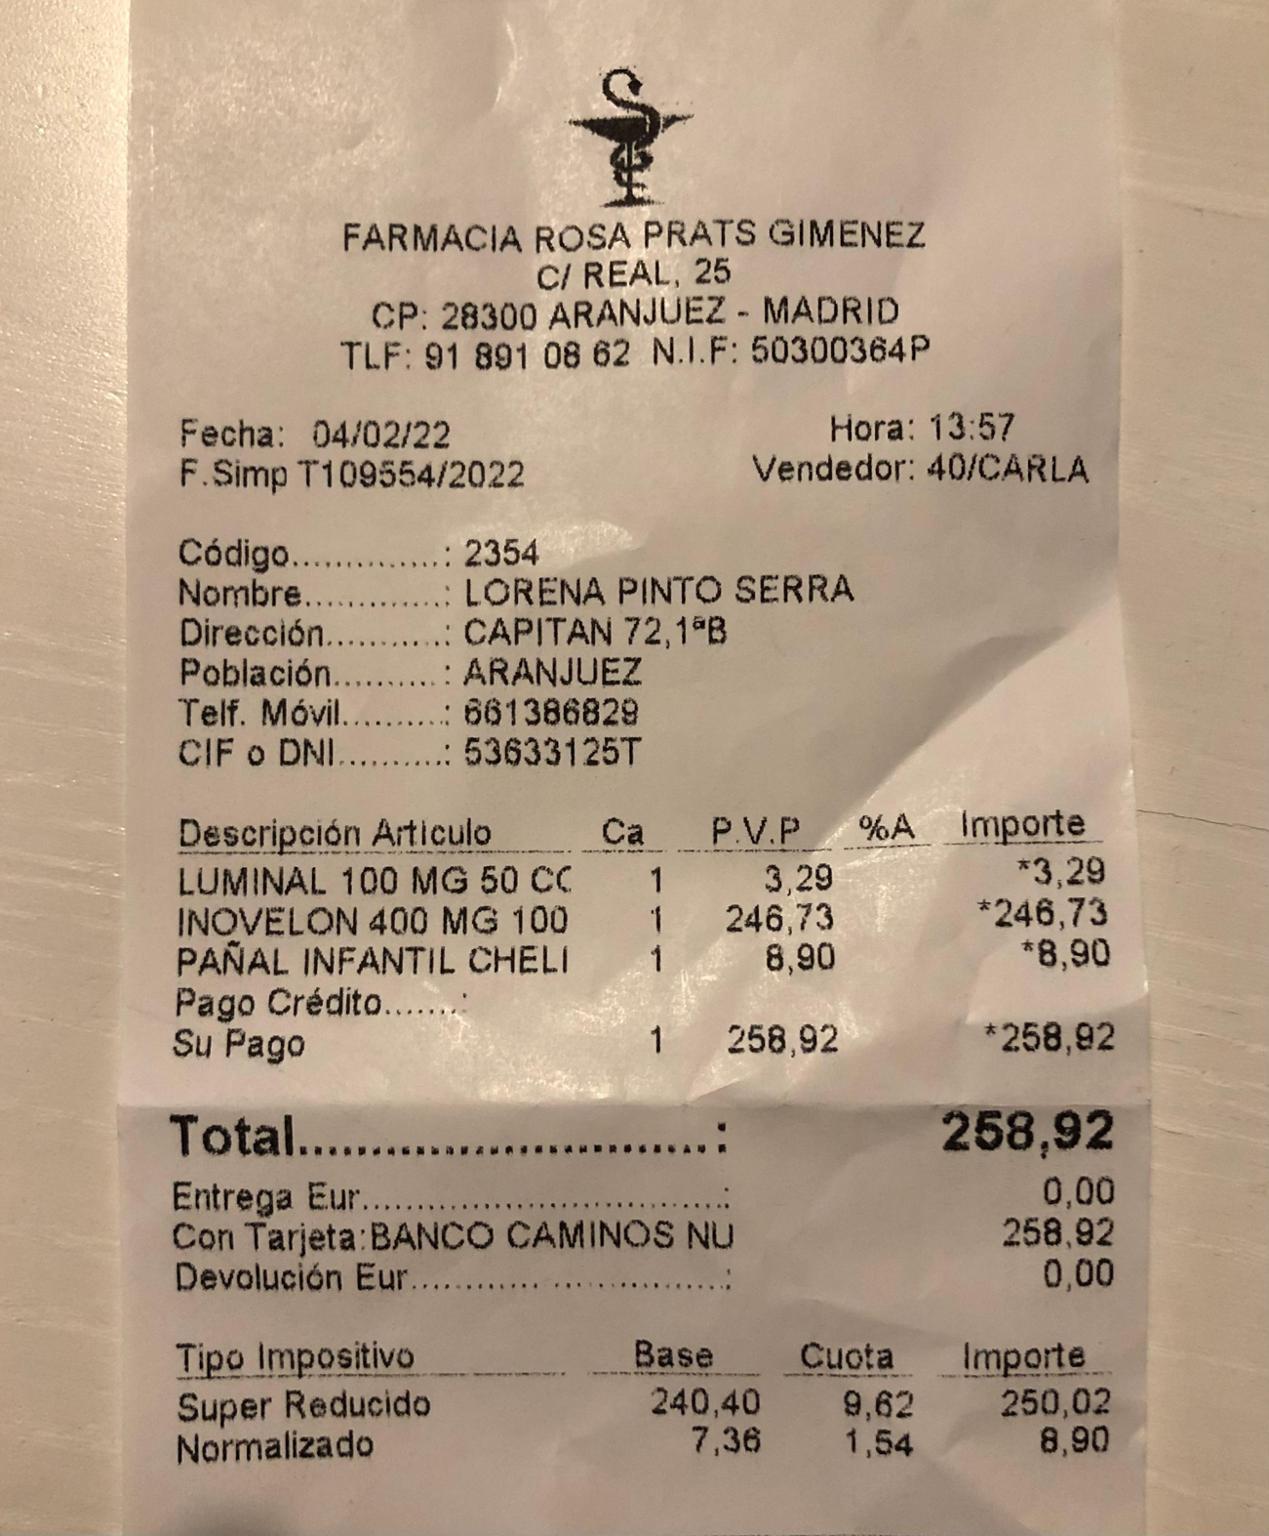 FARMACIA ROSA PRATS GIMENEZ
C/ REAL, 25
CP: 28300 ARANJUEZ - MADRID
TLF: 91 891 08 62 N.I.F: 50300364P
Fecha: 04/02/22 Hora: 13:57
F.Simp T109554/2022 Vendedor: 40/CARLA
Código..............: 2354
Nombre.............: LORENA PINTO SERRA
Dirección...........: CAPITAN 72,1ªB
Población..........: ARANJUEZ
Telf. Móvil..........: 661386829
CIF o DNI..........: 53633125T
Descripción Artículo Ca P.V.P %A Importe
LUMINAL 100 MG 50 CO 1 3,29 *3,29
INOVELON 400 MG 100 1 246,73 *246,73
PAÑAL INFANTIL CHELI 1 8,90 *8,90
Pago Crédito.......:
Su Pago 1 258,92 *258,92
Total..............................: 258,92
Entrega Eur....................................: 0,00
Con Tarjeta:BANCO CAMINOS NU 258,92
Devolución Eur...............................: 0,00
Tipo Impositivo Base Cuota Importe
Super Reducido 240,40 9,62 250,02
Normalizado 7,36 1,54 8,90